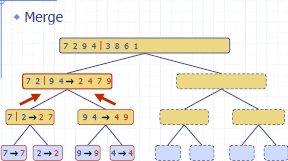 Merge
7 2 9 4 | 3 8 6 1
7 2 | 9 4 → 2 4 7 9
7 | 2 → 2 7
9 4 → 4 9
7 → 7
2 → 2
9 → 9
4 → 4